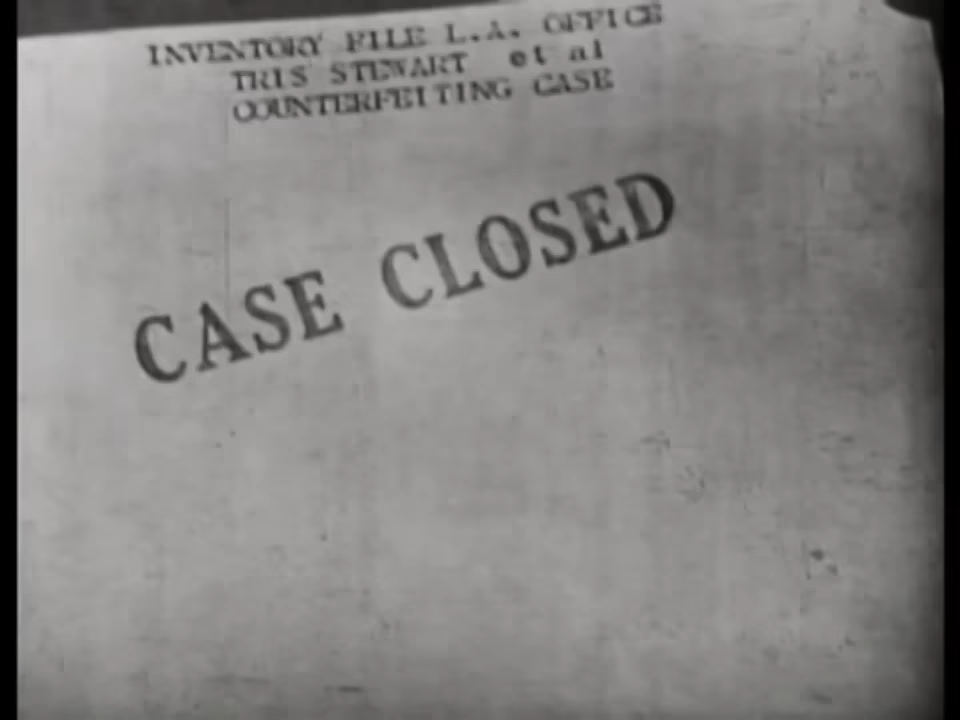 INVENTORY FILE L.A. OFFICE
TRIS STEWART et al
COUNTERFEITING CASE
CASE CLOSED